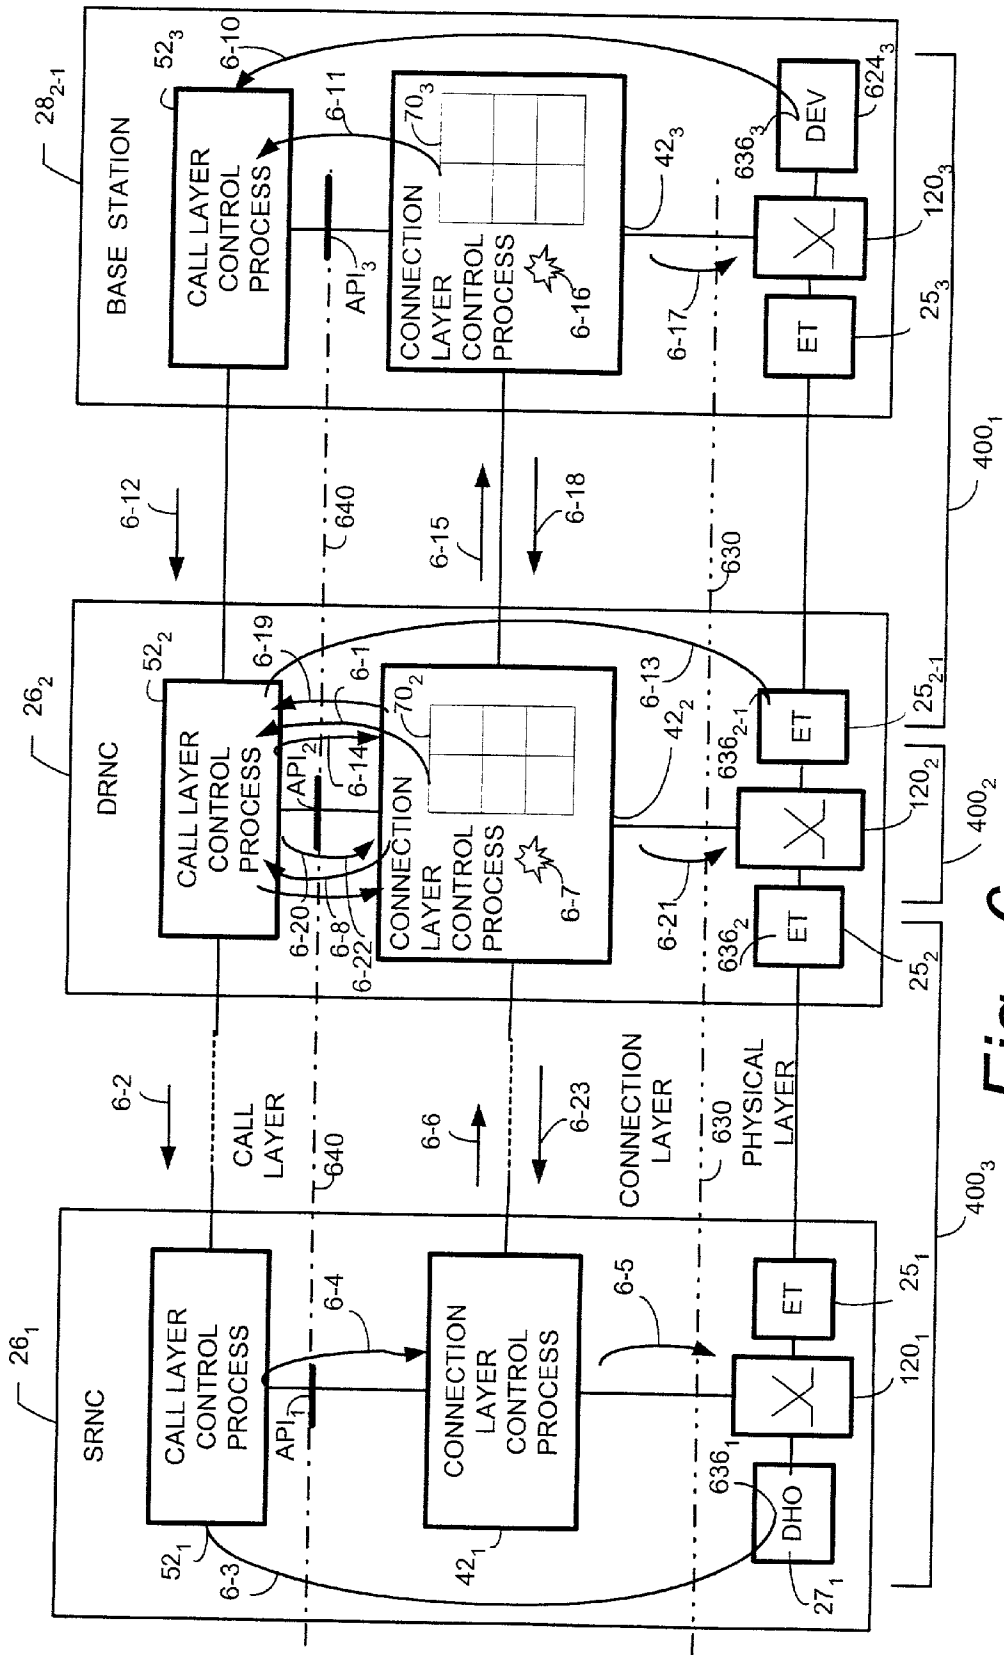 26₁
SRNC
52₁
CALL LAYER
CONTROL
PROCESS
6-3
API₁
6-4
640
CONNECTION
LAYER
CONTROL
PROCESS
42₁
6-5
630
636₁
DHO
27₁
120₁
ET
25₁
400₃
6-2
CALL
LAYER
6-6
6-23
CONNECTION
LAYER
PHYSICAL
LAYER
26₂
DRNC
52₂
CALL LAYER
CONTROL
PROCESS
6-19
6-1
API₂
6-14
6-20
6-8
6-22
CONNECTION
LAYER
CONTROL
PROCESS
70₂
6-7
42₂
6-13
6-21
636₂
ET
25₂
120₂
636₂₋₁
ET
25₂₋₁
400₂
6-12
640
6-15
6-18
630
400₁
28₂₋₁
BASE STATION
52₃
CALL LAYER
CONTROL
PROCESS
6-10
6-11
API₃
CONNECTION
LAYER
CONTROL
PROCESS
70₃
6-16
42₃
6-17
636₃
ET
25₃
120₃
DEV
624₃